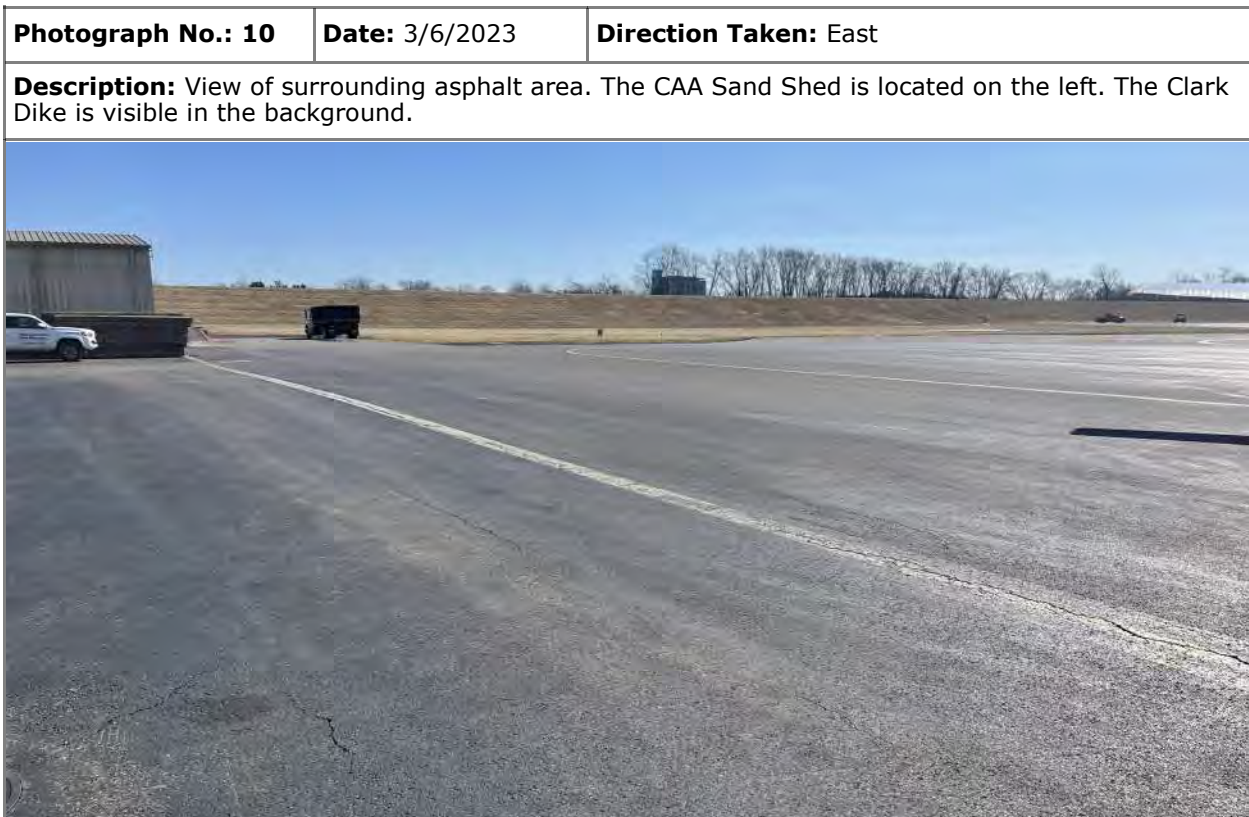 Photograph No.: 10
Date: 3/6/2023
Direction Taken: East
Description: View of surrounding asphalt area. The CAA Sand Shed is located on the left. The Clark
Dike is visible in the background.